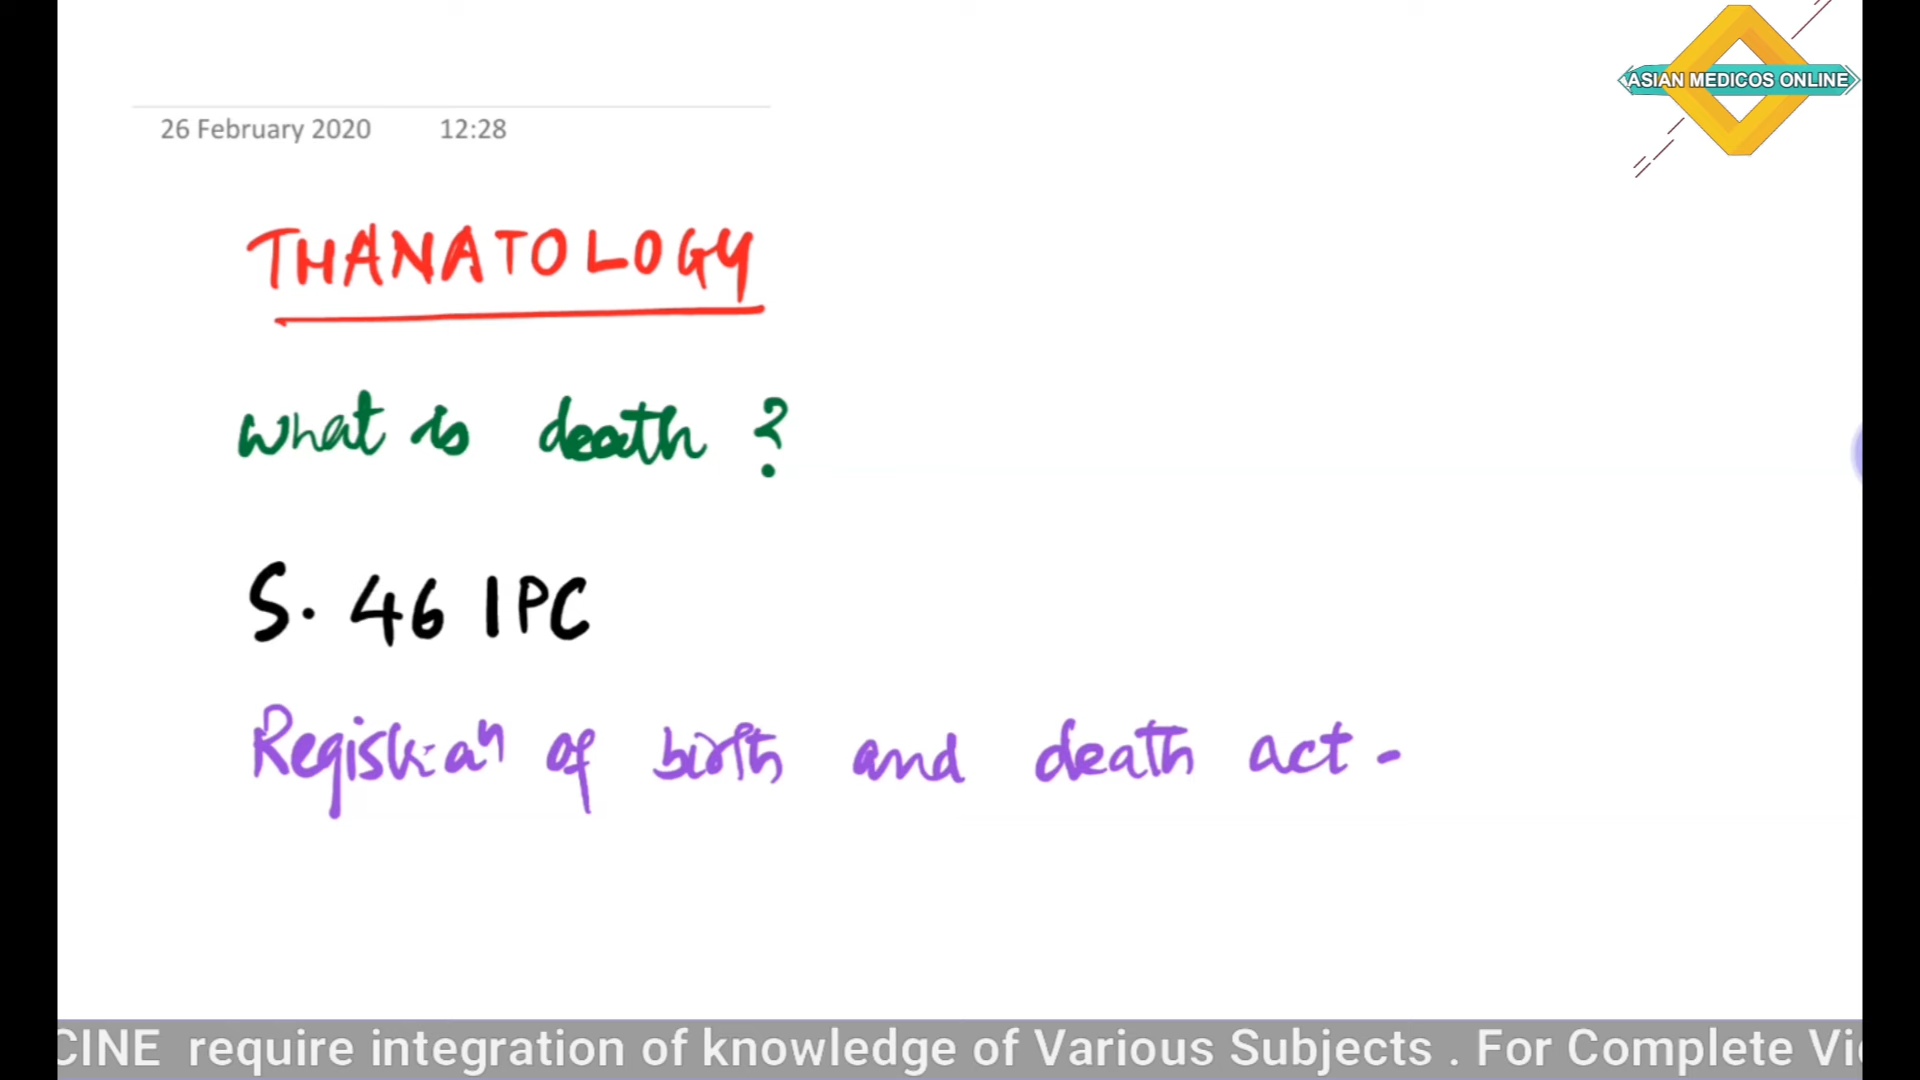 ASIAN MEDICOS ONLINE
26 February 2020 12:28
THANATOLOGY
What is death ?
S. 46 IPC
of birth and death act -
CINE require integration of knowledge of Various Subjects . For Complete Vi